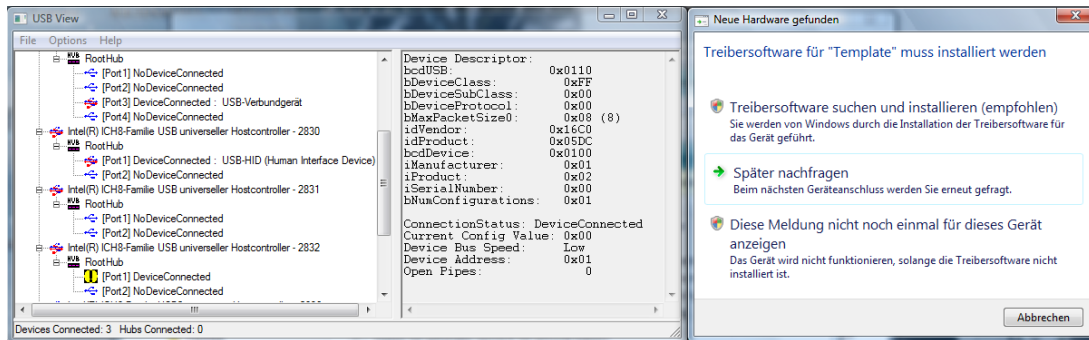 USB View
File Options Help
RootHub
[Port1] NoDeviceConnected
[Port2] NoDeviceConnected
[Port3] DeviceConnected : USB-Verbundgerät
[Port4] NoDeviceConnected
Intel(R) ICH8-Familie USB universeller Hostcontroller - 2830
RootHub
[Port1] DeviceConnected : USB-HID (Human Interface Device)
[Port2] NoDeviceConnected
Intel(R) ICH8-Familie USB universeller Hostcontroller - 2831
RootHub
[Port1] NoDeviceConnected
[Port2] NoDeviceConnected
Intel(R) ICH8-Familie USB universeller Hostcontroller - 2832
RootHub
[Port1] DeviceConnected
[Port2] NoDeviceConnected
Devices Connected: 3 Hubs Connected: 0
Device Descriptor:
bcdUSB: 0x0110
bDeviceClass: 0xFF
bDeviceSubClass: 0x00
bDeviceProtocol: 0x00
bMaxPacketSize0: 0x08 (8)
idVendor: 0x16C0
idProduct: 0x05DC
bcdDevice: 0x0100
iManufacturer: 0x01
iProduct: 0x02
iSerialNumber: 0x00
bNumConfigurations: 0x01
ConnectionStatus: DeviceConnected
Current Config Value: 0x00
Device Bus Speed: Low
Device Address: 0x01
Open Pipes: 0
Neue Hardware gefunden
Treibersoftware für "Template" muss installiert werden
Treibersoftware suchen und installieren (empfohlen)
Sie werden von Windows durch die Installation der Treibersoftware für
das Gerät geführt.
Später nachfragen
Beim nächsten Geräteanschluss werden Sie erneut gefragt.
Diese Meldung nicht noch einmal für dieses Gerät
anzeigen
Das Gerät wird nicht funktionieren, solange die Treibersoftware nicht
installiert ist.
Abbrechen